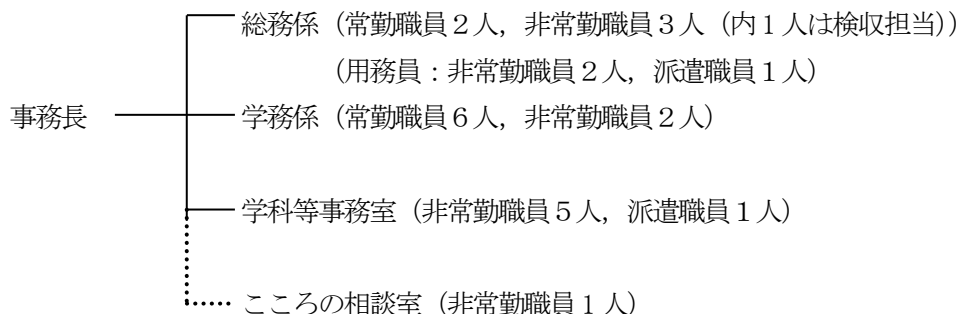 総務係（常勤職員２人，非常勤職員３人（内１人は検収担当））
（用務員：非常勤職員２人，派遣職員１人）
事務長
学務係（常勤職員６人，非常勤職員２人）
学科等事務室（非常勤職員５人，派遣職員１人）
こころの相談室（非常勤職員１人）